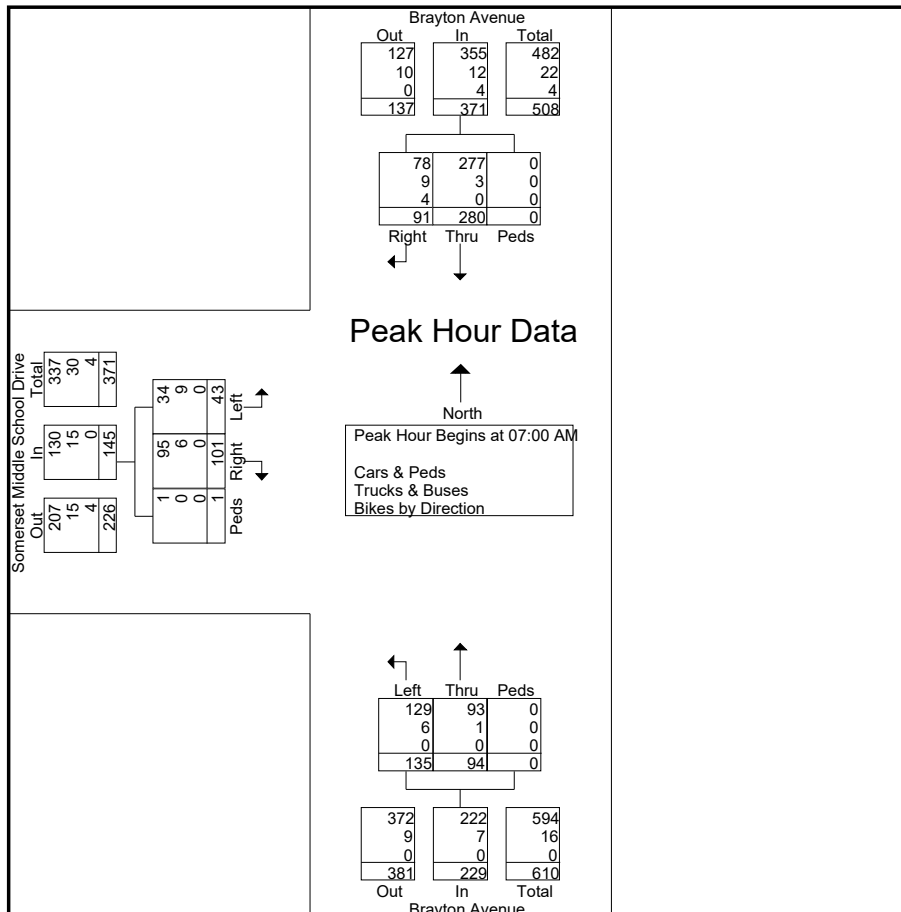 Brayton Avenue
Out In Total
127 355 482
10 12 22
0 4 4
137 371 508
78 277 0
9 3 0
4 0 0
91 280 0
Right Thru Peds
Peak Hour Data
Somerset Middle School Drive
Total
337
30
4
371
In
130
15
0
145
Out
207
15
4
226
34
9
0
43
Left
95
6
0
101
Right
1
0
0
1
Peds
North
Peak Hour Begins at 07:00 AM
Cars & Peds
Trucks & Buses
Bikes by Direction
Left Thru Peds
129 93 0
6 1 0
0 0 0
135 94 0
372 222 594
9 7 16
0 0 0
381 229 610
Out In Total
Brayton Avenue